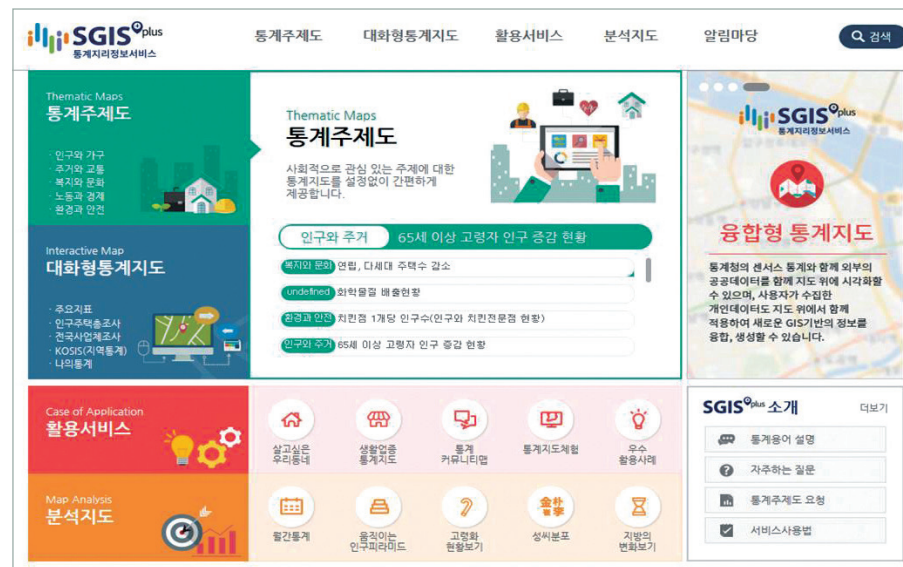 SGIS plus
통계지리정보서비스
통계주제도 대화형통계지도 활용서비스 분석지도 알림마당 검색
Thematic Maps
통계주제도
· 인구와 가구
· 주거와 교통
· 복지와 문화
· 노동과 경제
· 환경과 안전
Interactive Map
대화형통계지도
· 주요지표
· 인구주택총조사
· 전국사업체조사
· KOSIS(지역통계)
· 나의통계
Thematic Maps
통계주제도
사회적으로 관심 있는 주제에 대한
통계지도를 설정없이 간편하게
제공합니다.
인구와 주거 65세 이상 고령자 인구 증감 현황
복지와 문화 연립, 다세대 주택수 감소
undefined 화학물질 배출현황
환경과 안전 치킨점 1개당 인구수(인구와 치킨전문점 현황)
인구와 주거 65세 이상 고령자 인구 증감 현황
SGIS plus
통계지리정보서비스
융합형 통계지도
통계청의 센서스 통계와 함께 외부의
공공데이터를 함께 지도 위에 시각화할
수 있으며, 사용자가 수집한
개인데이터도 지도 위에서 함께
적용하여 새로운 GIS기반의 정보를
융합, 생성할 수 있습니다.
Case of Application
활용서비스
살고싶은
우리동네
생활업종
통계지도
통계
커뮤니티맵
통계지도체험
우수
활용사례
Map Analysis
분석지도
월간통계
움직이는
인구피라미드
고령화
현황보기
金 朴
李
성씨분포
지방의
변화보기
SGIS plus 소개 더보기
통계용어 설명
자주하는 질문
통계주제도 요청
서비스사용법